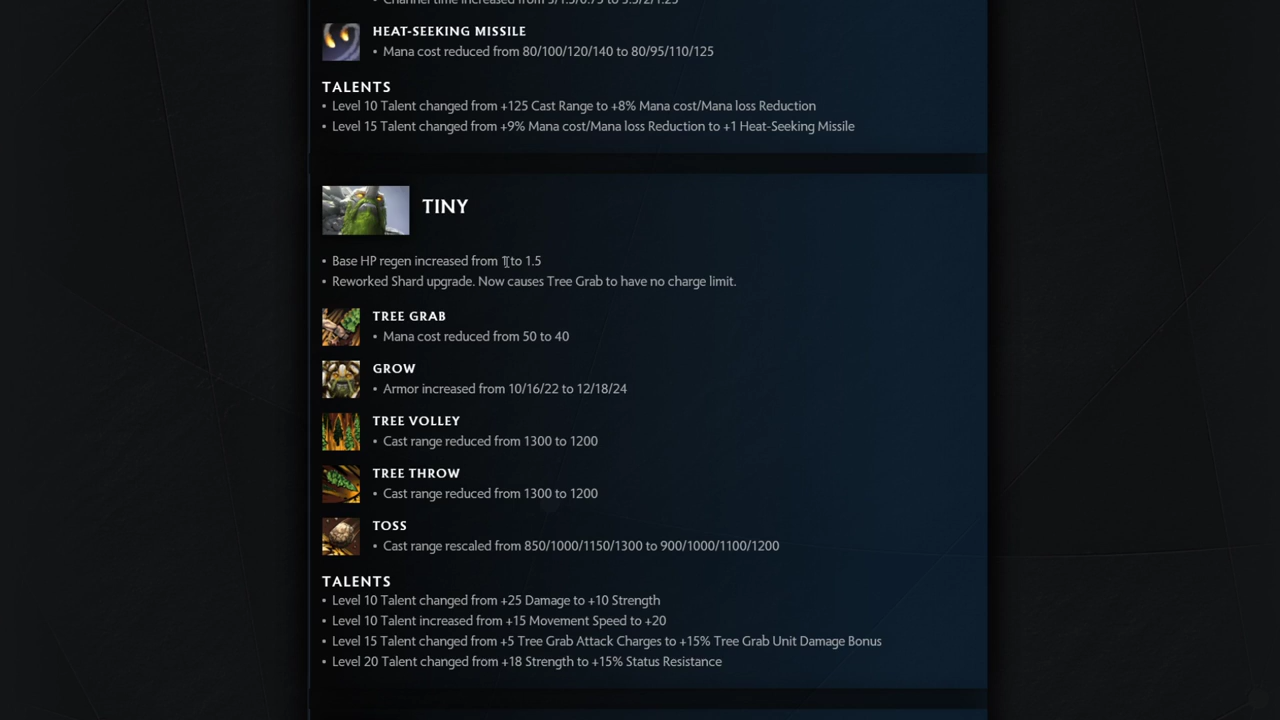 • Channel time increased from
HEAT-SEEKING MISSILE
• Mana cost reduced from 80/100/120/140 to 80/95/110/125
TALENTS
• Level 10 Talent changed from +125 Cast Range to +8% Mana cost/Mana loss Reduction
• Level 15 Talent changed from +9% Mana cost/Mana loss Reduction to +1 Heat-Seeking Missile
TINY
• Base HP regen increased from 1 to 1.5
• Reworked Shard upgrade. Now causes Tree Grab to have no charge limit.
TREE GRAB
• Mana cost reduced from 50 to 40
GROW
• Armor increased from 10/16/22 to 12/18/24
TREE VOLLEY
• Cast range reduced from 1300 to 1200
TREE THROW
• Cast range reduced from 1300 to 1200
TOSS
• Cast range rescaled from 850/1000/1150/1300 to 900/1000/1100/1200
TALENTS
• Level 10 Talent changed from +25 Damage to +10 Strength
• Level 10 Talent increased from +15 Movement Speed to +20
• Level 15 Talent changed from +5 Tree Grab Attack Charges to +15% Tree Grab Unit Damage Bonus
• Level 20 Talent changed from +18 Strength to +15% Status Resistance